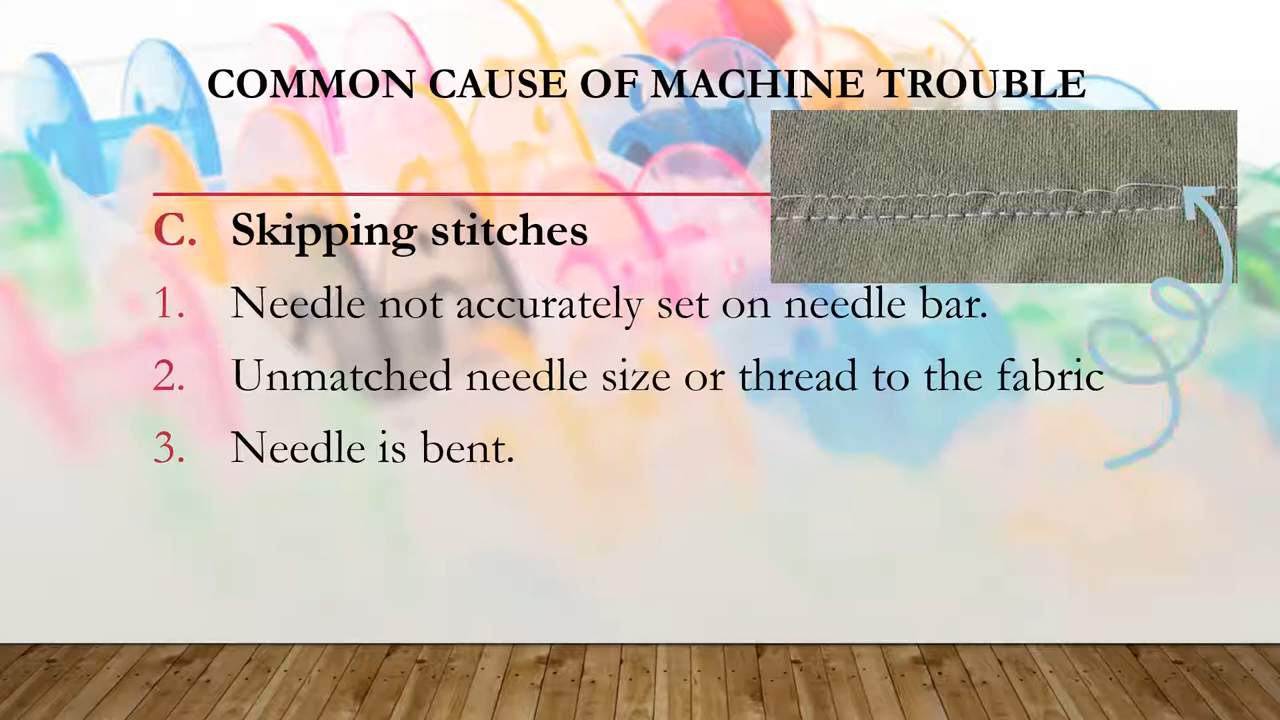 COMMON CAUSE OF MACHINE TROUBLE
C. Skipping stitches
1. Needle not accurately set on needle bar.
2. Unmatched needle size or thread to the fabric
3. Needle is bent.